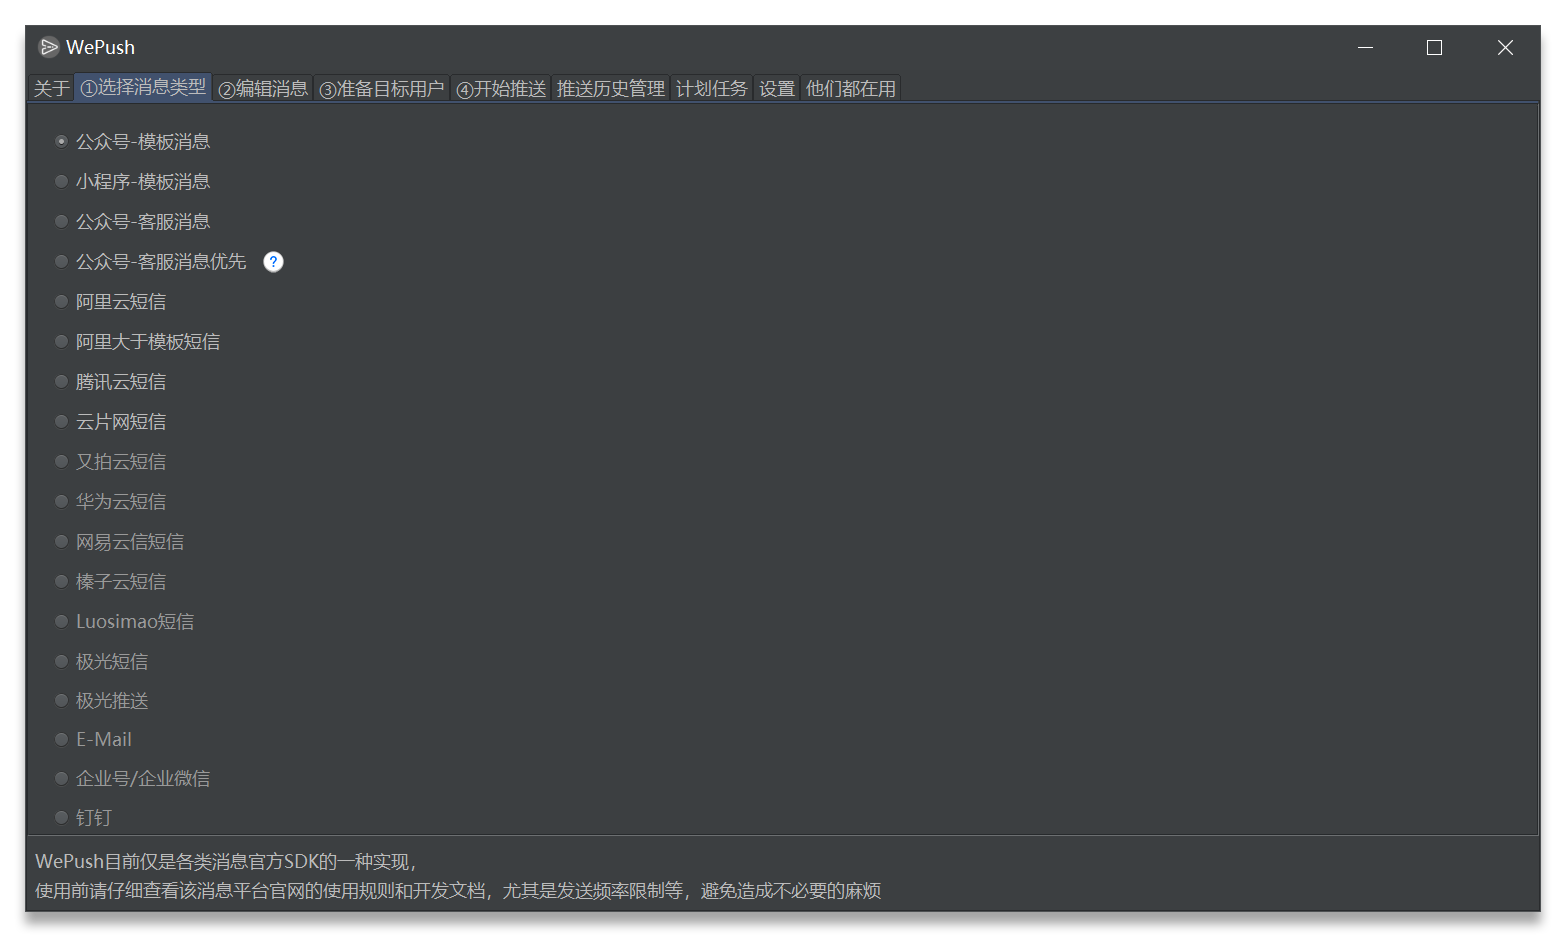 WePush
关于 ①选择消息类型 ②编辑消息 ③准备目标用户 ④开始推送 推送历史管理 计划任务 设置 他们都在用
公众号-模板消息
小程序-模板消息
公众号-客服消息
公众号-客服消息优先 ?
阿里云短信
阿里大于模板短信
腾讯云短信
云片网短信
又拍云短信
华为云短信
网易云信短信
榛子云短信
Luosimao短信
极光短信
极光推送
E-Mail
企业号/企业微信
钉钉
WePush目前仅是各类消息官方SDK的一种实现，
使用前请仔细查看该消息平台官网的使用规则和开发文档，尤其是发送频率限制等，避免造成不必要的麻烦